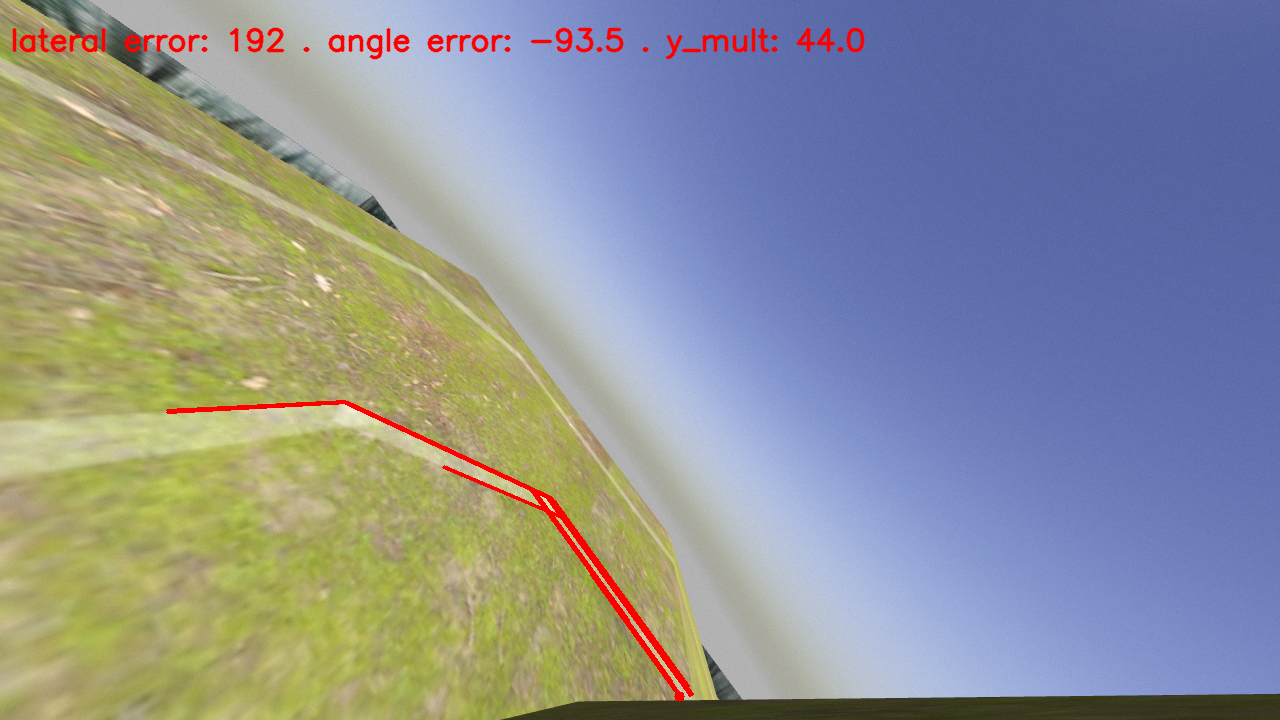 lateral error: 192 . angle error: −93.5 . y_mult: 44.0